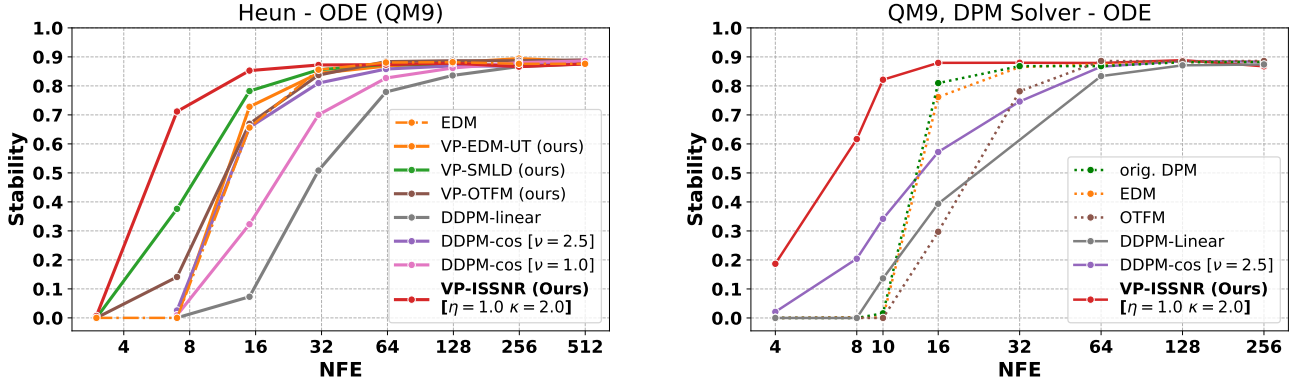 Heun - ODE (QM9)
1.0
0.9
0.8
0.7
0.6
0.5
0.4
0.3
0.2
0.1
0.0
Stability
4 8 16 32 64 128 256 512
NFE
EDM
VP-EDM-UT (ours)
VP-SMLD (ours)
VP-OTFM (ours)
DDPM-linear
DDPM-cos [ν = 2.5]
DDPM-cos [ν = 1.0]
VP-ISSNR (Ours)
[η = 1.0 κ = 2.0]
QM9, DPM Solver - ODE
1.0
0.9
0.8
0.7
0.6
0.5
0.4
0.3
0.2
0.1
0.0
Stability
4 8 10 16 32 64 128 256
NFE
orig. DPM
EDM
OTFM
DDPM-Linear
DDPM-cos [ν = 2.5]
VP-ISSNR (Ours)
[η = 1.0 κ = 2.0]